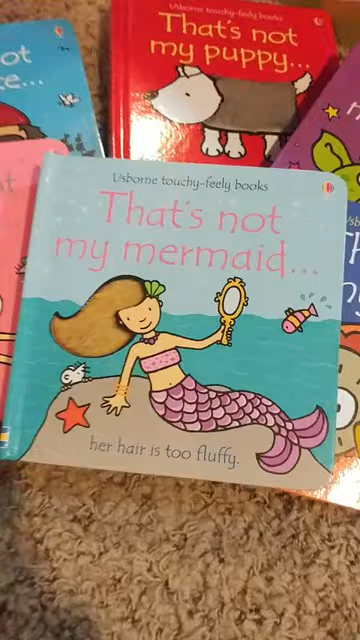 Usborne touchy-feely books
That's not
my puppy...
Usborne touchy-feely books
That's not
my mermaid...
her hair is too fluffy.